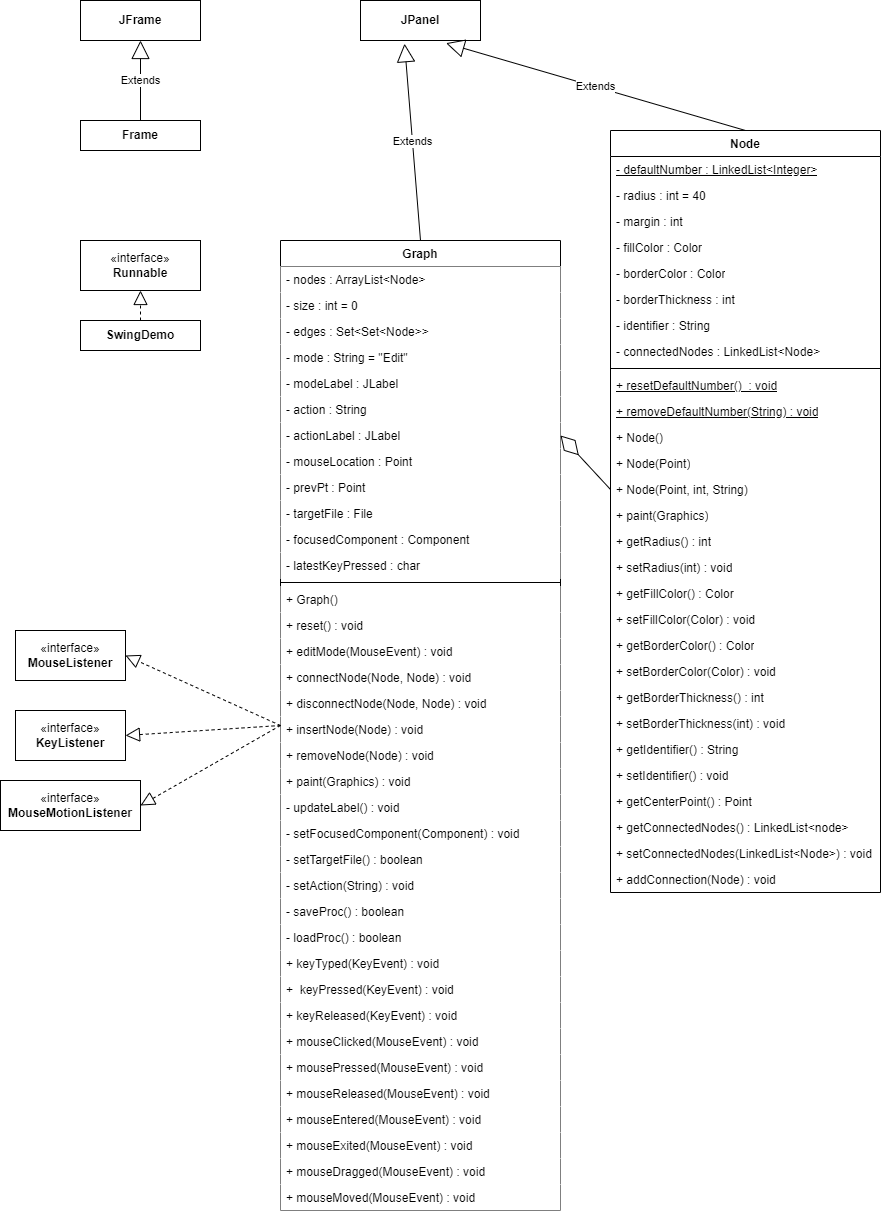 JFrame
Extends
Frame
JPanel
Extends
Extends
«interface»
Runnable
SwingDemo
Graph
- nodes : ArrayList<Node>
- size : int = 0
- edges : Set<Set<Node>>
- mode : String = "Edit"
- modeLabel : JLabel
- action : String
- actionLabel : JLabel
- mouseLocation : Point
- prevPt : Point
- targetFile : File
- focusedComponent : Component
- latestKeyPressed : char
+ Graph()
+ reset() : void
+ editMode(MouseEvent) : void
+ connectNode(Node, Node) : void
+ disconnectNode(Node, Node) : void
+ insertNode(Node) : void
+ removeNode(Node) : void
+ paint(Graphics) : void
- updateLabel() : void
- setFocusedComponent(Component) : void
- setTargetFile() : boolean
- setAction(String) : void
- saveProc() : boolean
- loadProc() : boolean
+ keyTyped(KeyEvent) : void
+  keyPressed(KeyEvent) : void
+ keyReleased(KeyEvent) : void
+ mouseClicked(MouseEvent) : void
+ mousePressed(MouseEvent) : void
+ mouseReleased(MouseEvent) : void
+ mouseEntered(MouseEvent) : void
+ mouseExited(MouseEvent) : void
+ mouseDragged(MouseEvent) : void
+ mouseMoved(MouseEvent) : void
«interface»
MouseListener
«interface»
KeyListener
«interface»
MouseMotionListener
Node
- defaultNumber : LinkedList<Integer>
- radius : int = 40
- margin : int
- fillColor : Color
- borderColor : Color
- borderThickness : int
- identifier : String
- connectedNodes : LinkedList<Node>
+ resetDefaultNumber()  : void
+ removeDefaultNumber(String) : void
+ Node()
+ Node(Point)
+ Node(Point, int, String)
+ paint(Graphics)
+ getRadius() : int
+ setRadius(int) : void
+ getFillColor() : Color
+ setFillColor(Color) : void
+ getBorderColor() : Color
+ setBorderColor(Color) : void
+ getBorderThickness() : int
+ setBorderThickness(int) : void
+ getIdentifier() : String
+ setIdentifier() : void
+ getCenterPoint() : Point
+ getConnectedNodes() : LinkedList<node>
+ setConnectedNodes(LinkedList<Node>) : void
+ addConnection(Node) : void